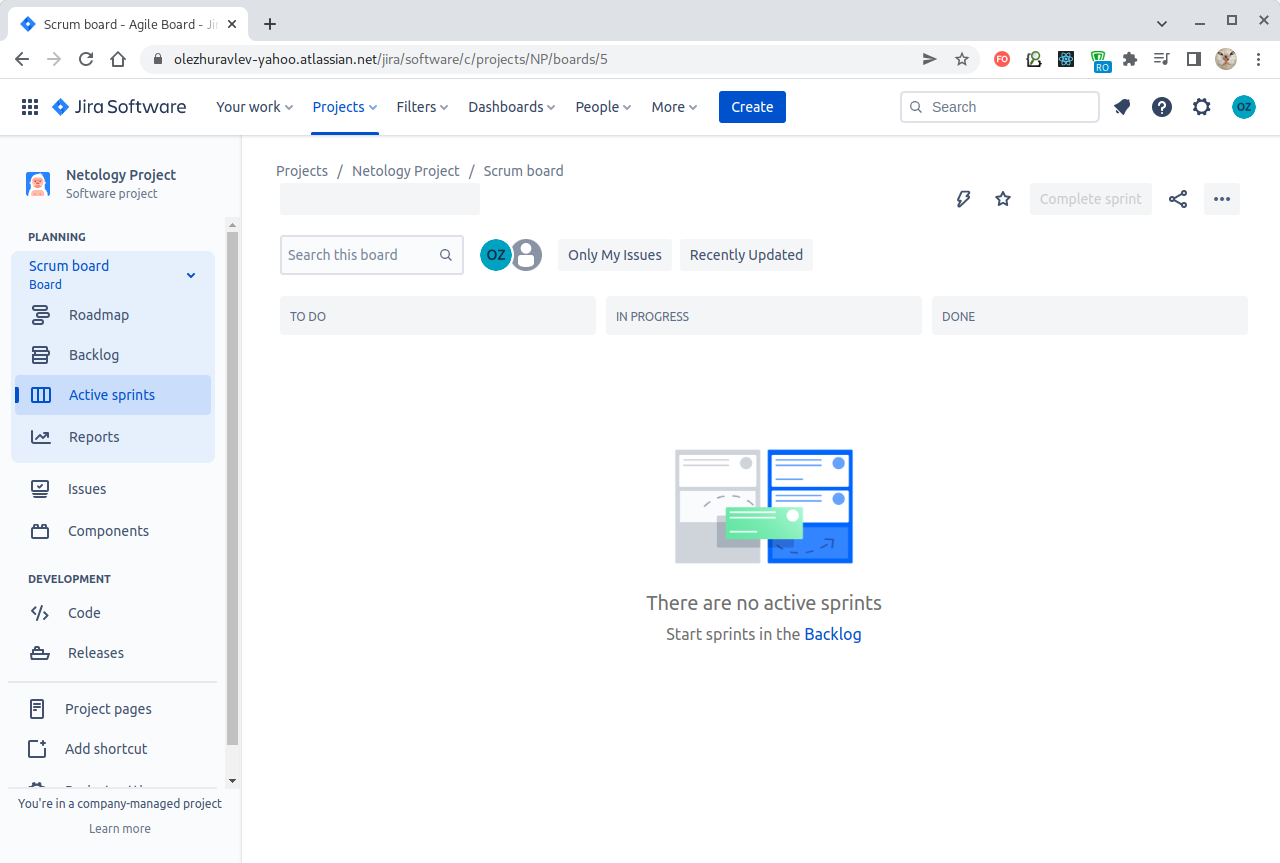 Scrum board - Agile Board - Jir
olezhuravlev-yahoo.atlassian.net/jira/software/c/projects/NP/boards/5
FO
RO
Jira Software
Your work
Projects
Filters
Dashboards
People
More
Create
Search
OZ
Netology Project
Software project
PLANNING
Scrum board
Board
Roadmap
Backlog
Active sprints
Reports
Issues
Components
DEVELOPMENT
Code
Releases
Project pages
Add shortcut
You're in a company-managed project
Learn more
Projects / Netology Project / Scrum board
Complete sprint
Search this board
OZ
Only My Issues
Recently Updated
TO DO
IN PROGRESS
DONE
There are no active sprints
Start sprints in the Backlog